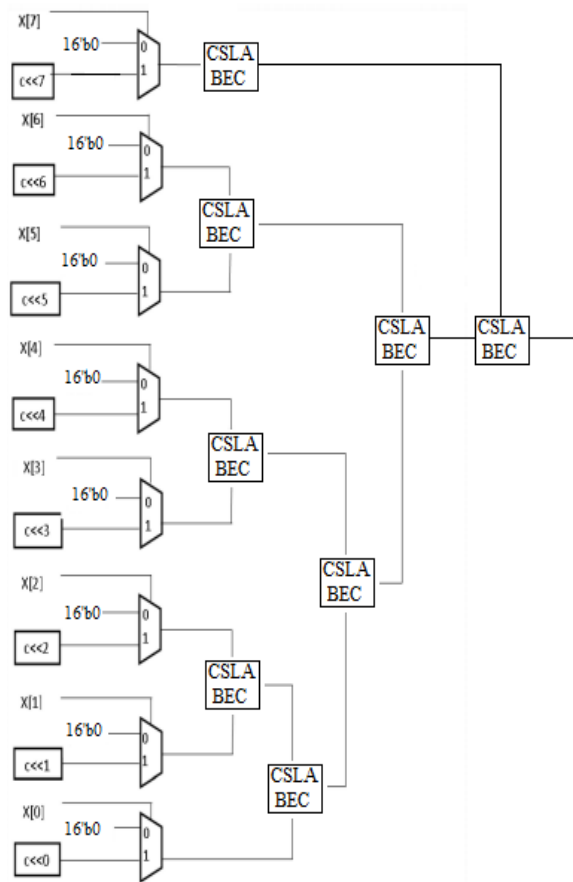 X[7]
16'b0
0
1
c<<7
CSLA
BEC
X[6]
16'b0
0
1
c<<6
CSLA
BEC
X[5]
16'b0
0
1
c<<5
CSLA
BEC
CSLA
BEC
X[4]
16'b0
0
1
c<<4
CSLA
BEC
X[3]
16'b0
0
1
c<<3
CSLA
BEC
X[2]
16'b0
0
1
c<<2
CSLA
BEC
X[1]
16'b0
0
1
c<<1
CSLA
BEC
X[0]
16'b0
0
1
c<<0